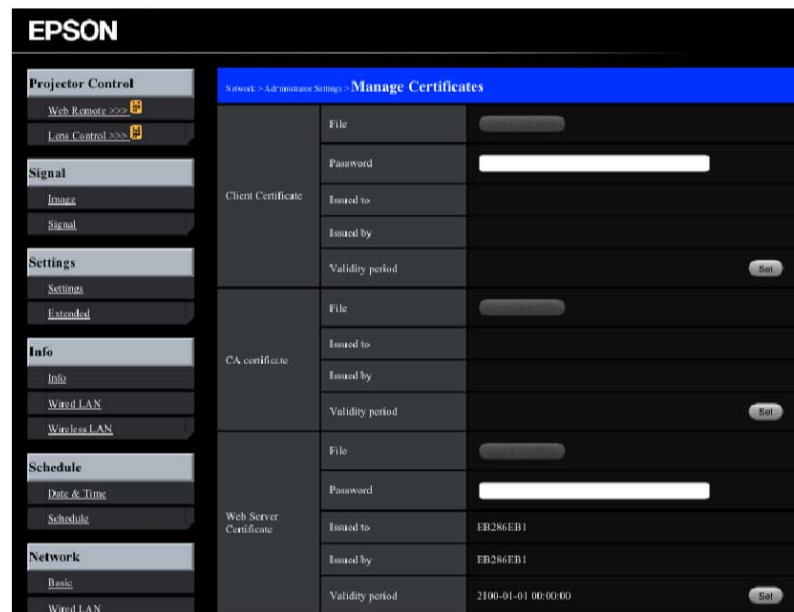 EPSON
Projector Control
Web Remote >>>
Lens Control >>>
Signal
Image
Signal
Settings
Settings
Extended
Info
Info
Wired LAN
Wireless LAN
Schedule
Date & Time
Schedule
Network
Basic
Wired LAN
Network > Administrator Settings > Manage Certificates
Client Certificate
File
Password
Issued to
Issued by
Validity period
Set
CA certificate
File
Issued to
Issued by
Validity period
Set
Web Server
Certificate
File
Password
Issued to
EB286EB1
Issued by
EB286EB1
Validity period
2100-01-01 00:00:00
Set